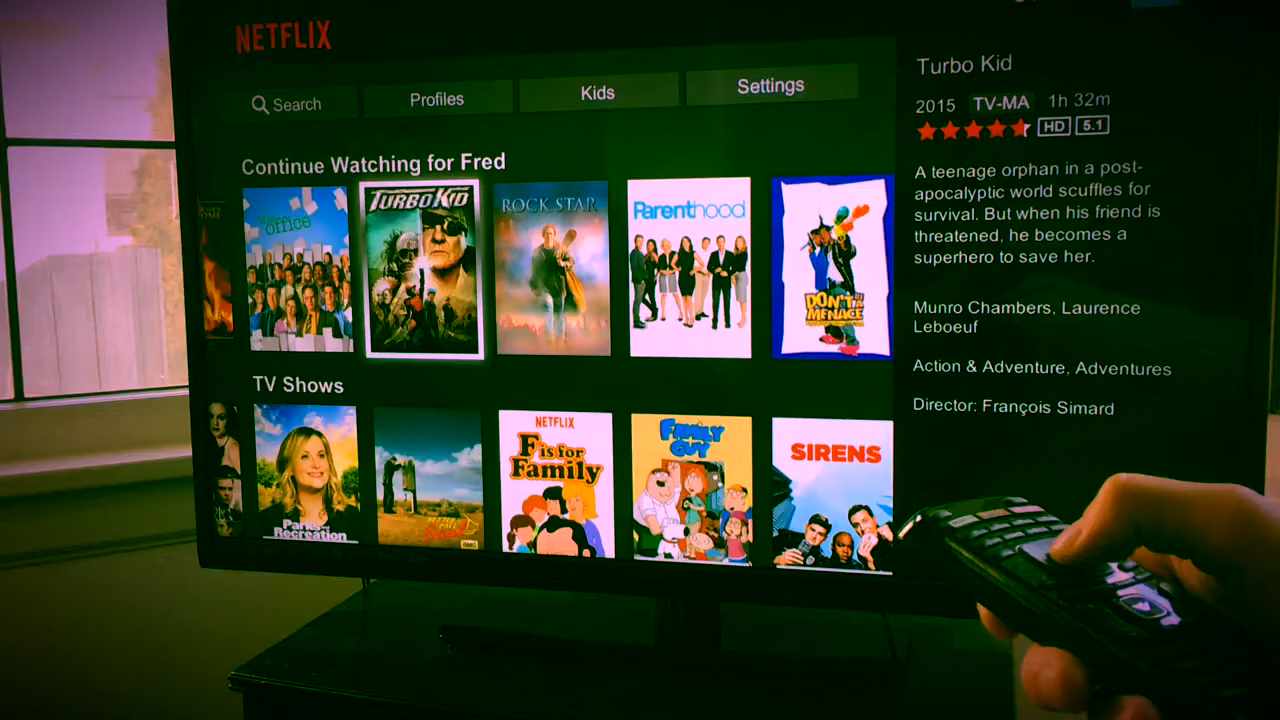 NETFLIX
Search
Profiles
Kids
Settings
Continue Watching for Fred
HOME
the office
TURBO KID
ROCK STAR
Parenthood
DON'T BE A
MENACE
TV Shows
Parks and
Recreation
amc
NETFLIX
F is for
Family
FAMILY
GUY
SIRENS
Turbo Kid
2015 TV-MA 1h 32m
HD 5.1
A teenage orphan in a post-
apocalyptic world scuffles for
survival. But when his friend is
threatened, he becomes a
superhero to save her.
Munro Chambers, Laurence
Leboeuf
Action & Adventure, Adventures
Director: François Simard